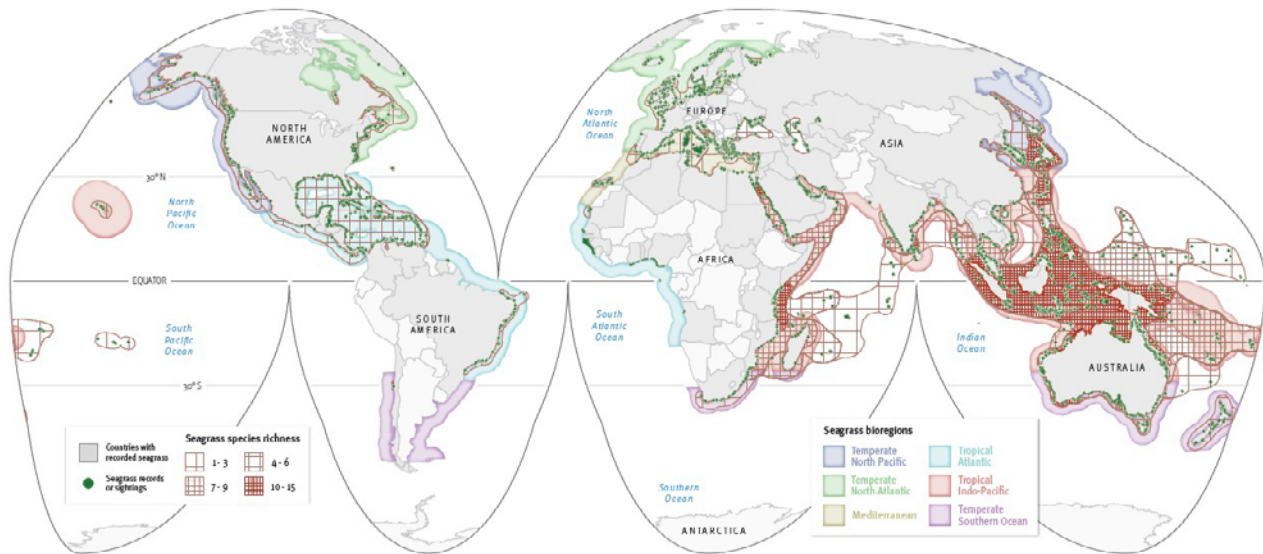 NORTH
AMERICA
North
Atlantic
Ocean
EUROPE
ASIA
30°N
North
Pacific
Ocean
AFRICA
EQUATOR
SOUTH
AMERICA
South
Pacific
Ocean
South
Atlantic
Ocean
Indian
Ocean
AUSTRALIA
30°S
Countries with
recorded seagrass
Seagrass records
or sightings
Seagrass species richness
1 - 3
4 - 6
7 - 9
10 - 15
Southern
Ocean
ANTARCTICA
Seagrass bioregions
Temperate
North Pacific
Tropical
Atlantic
Temperate
North Atlantic
Tropical
Indo-Pacific
Mediterranean
Temperate
Southern Ocean